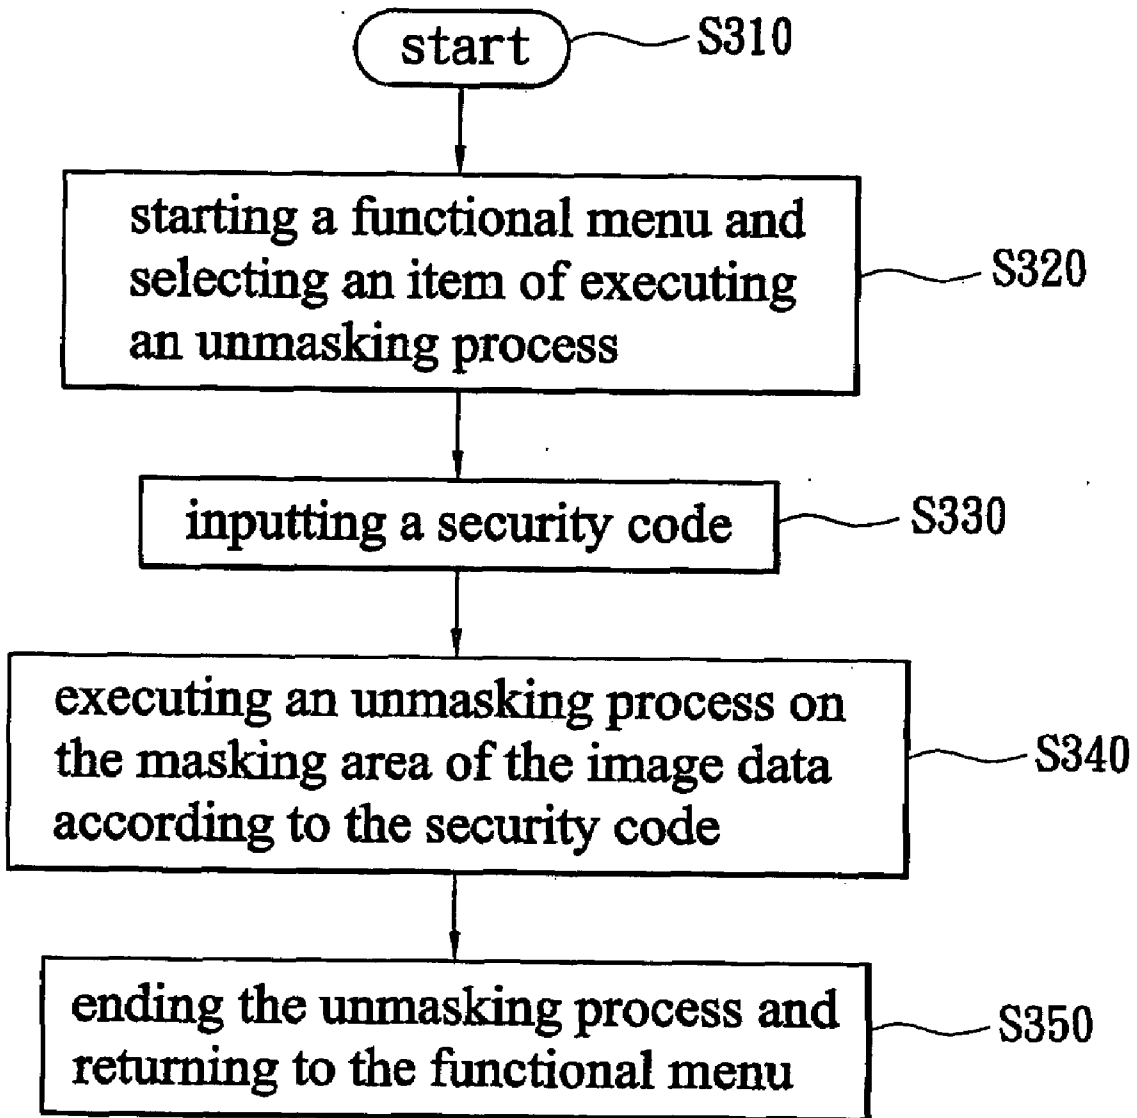 start
S310
starting a functional menu and
selecting an item of executing
an unmasking process
S320
inputting a security code
S330
executing an unmasking process on
the masking area of the image data
according to the security code
S340
ending the unmasking process and
returning to the functional menu
S350